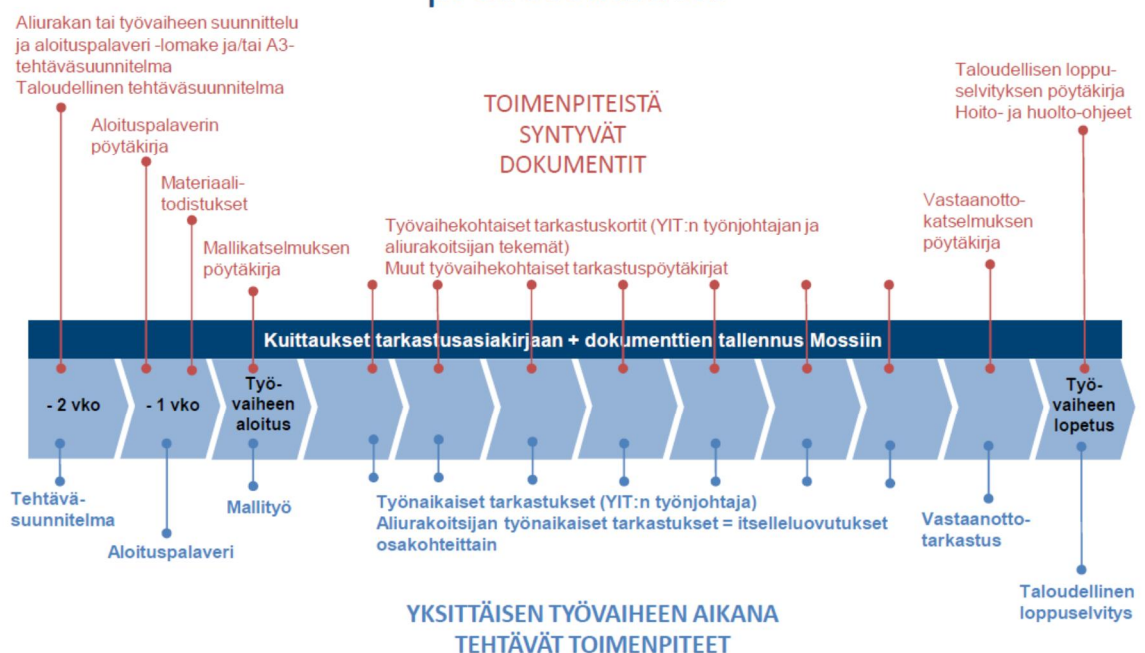 Aliurakan tai työvaiheen suunnittelu
ja aloituspalaveri -lomake ja/tai A3-
tehtäväsuunnitelma
Taloudellinen tehtäväsuunnitelma
Aloituspalaverin
pöytäkirja
Materiaali-
todistukset
Mallikatselmuksen
pöytäkirja
TOIMENPITEISTÄ
SYNTYVÄT
DOKUMENTIT
Työvaihekohtaiset tarkastuskortit (YIT:n työnjohtajan ja
aliurakoitsijan tekemät)
Muut työvaihekohtaiset tarkastuspöytäkirjat
Vastaanotto-
katselmuksen
pöytäkirja
Taloudellisen loppu-
selvityksen pöytäkirja
Hoito- ja huolto-ohjeet
Kuittaukset tarkastusasiakirjaan + dokumenttien tallennus Mossiin
- 2 vko
- 1 vko
Työ-
vaiheen
aloitus
Työ-
vaiheen
lopetus
Tehtävä-
suunnitelma
Aloituspalaveri
Mallityö
Työnaikaiset tarkastukset (YIT:n työnjohtaja)
Aliurakoitsijan työnaikaiset tarkastukset = itselleluovutukset
osakohteittain
Vastaanotto-
tarkastus
Taloudellinen
loppuselvitys
YKSITTÄISEN TYÖVAIHEEN AIKANA
TEHTÄVÄT TOIMENPITEET